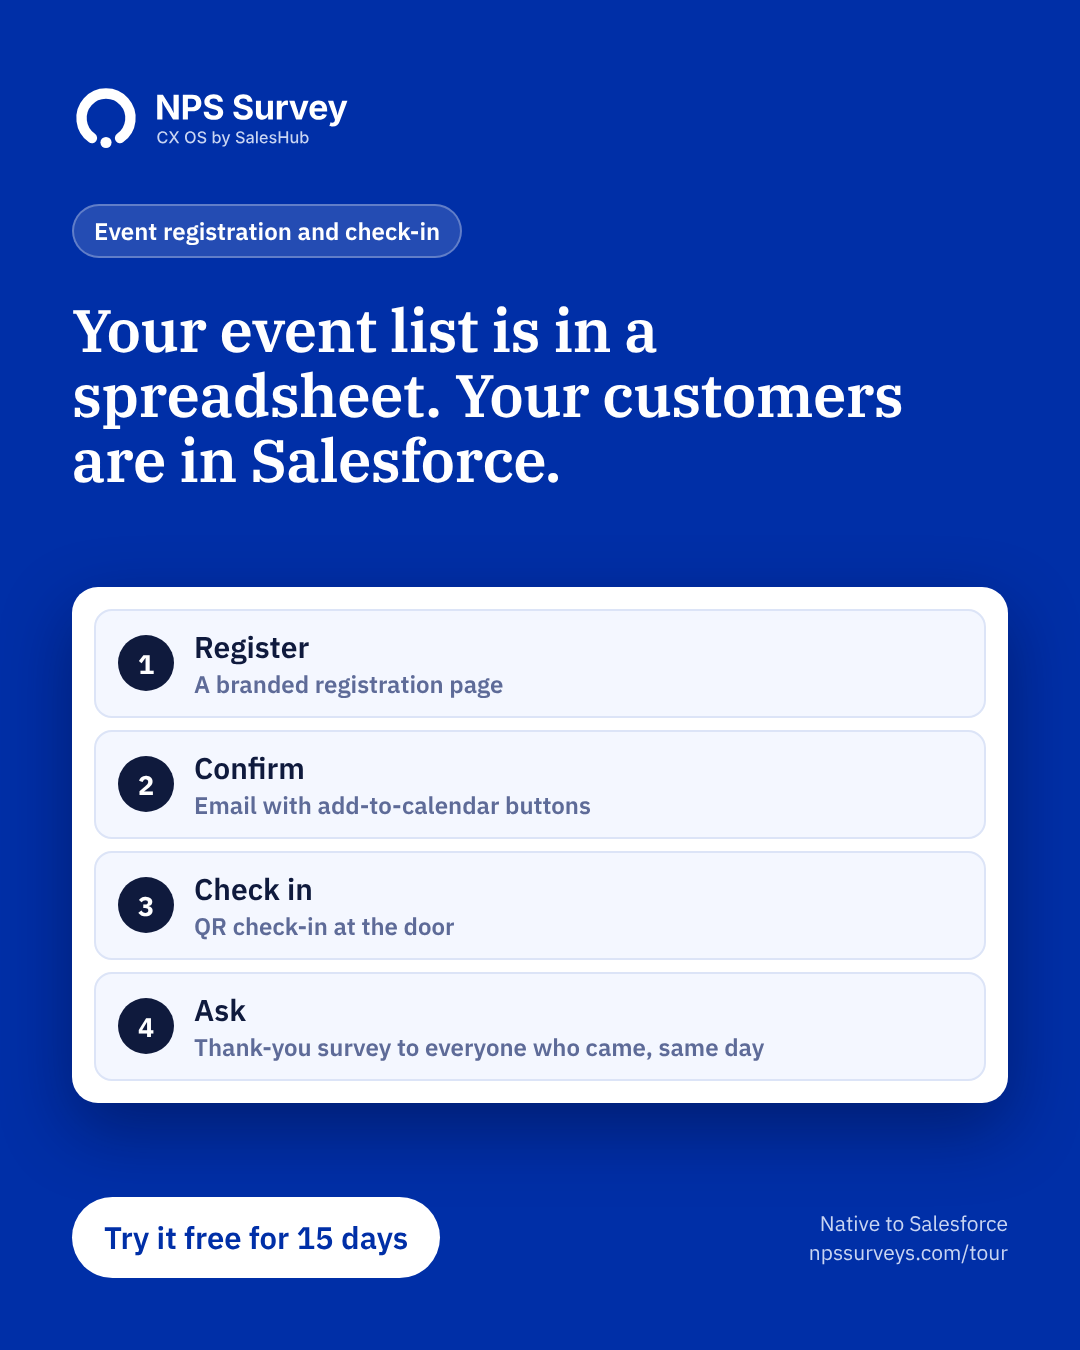 NPS Survey
CX OS by SalesHub
Event registration and check-in
Your event list is in a
spreadsheet. Your customers
are in Salesforce.
1
Register
A branded registration page
2
Confirm
Email with add-to-calendar buttons
3
Check in
QR check-in at the door
4
Ask
Thank-you survey to everyone who came, same day
Try it free for 15 days
Native to Salesforce
npssurveys.com/tour